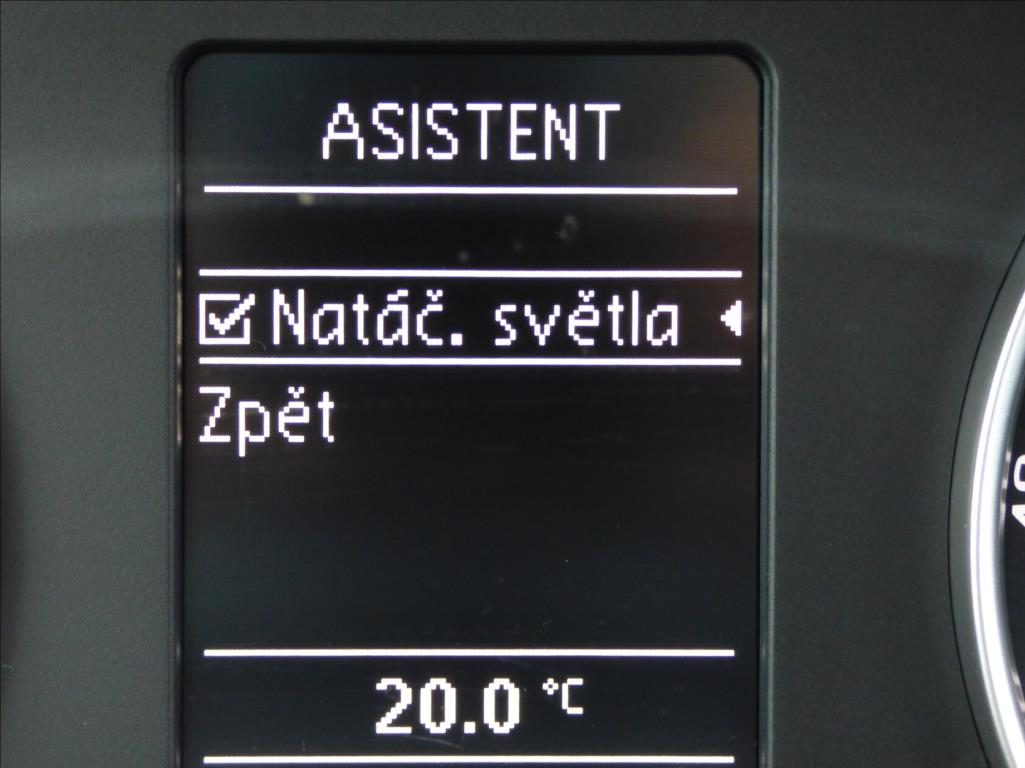 ASISTENT
Natáč. světla
Zpět
20.0 °C